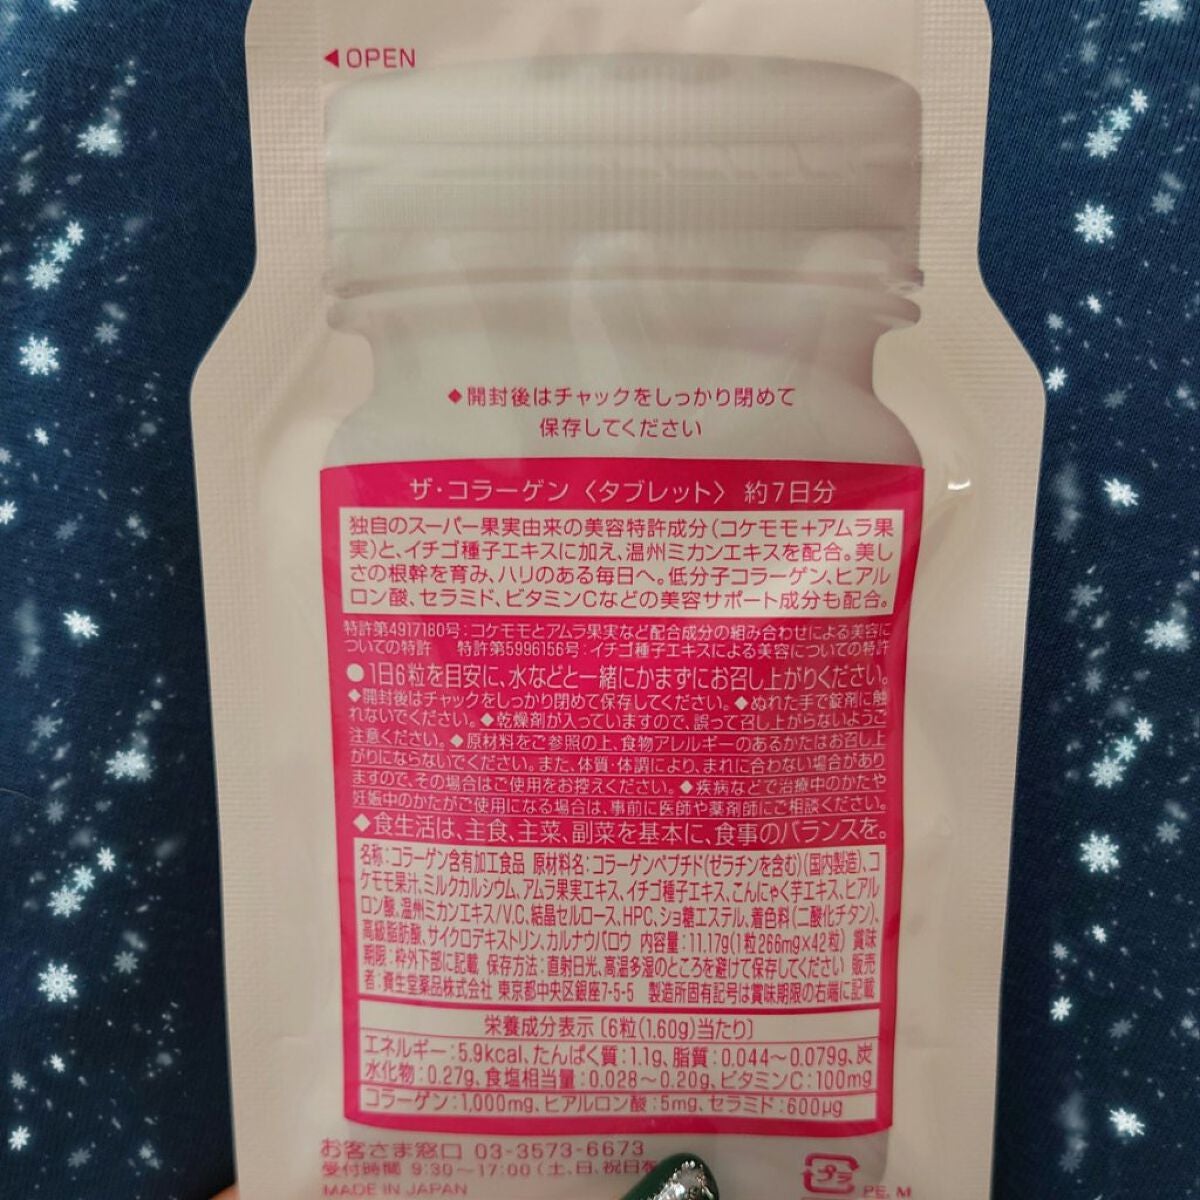 ◀OPEN
◆開封後はチャックをしっかり閉めて
保存してください
ザ・コラーゲン〈タブレット〉 約7日分
独自のスーパー果実由来の美容特許成分(コケモモ+アムラ果
実)と、イチゴ種子エキスに加え、温州ミカンエキスを配合。美し
さの根幹を育み、ハリのある毎日へ。低分子コラーゲン、ヒアル
ロン酸、セラミド、ビタミンCなどの美容サポート成分も配合。
特許第4917180号:コケモモとアムラ果実など配合成分の組み合わせによる美容に
ついての特許 特許第5996156号:イチゴ種子エキスによる美容についての特許
●1日6粒を目安に、水などと一緒にかまずにお召し上がりください。
◆開封後はチャックをしっかり閉めて保存してください。◆ぬれた手で錠剤に触
れないでください。◆乾燥剤が入っていますので、誤って召し上がらないようご
注意ください。◆原材料をご参照の上、食物アレルギーのあるかたはお召し上
がりにならないでください。また、体質・体調により、まれに合わない場合があり
ますので、その場合はご使用をお控えください。◆疾病などで治療中のかたや
妊娠中のかたがご使用になる場合は、事前に医師や薬剤師にご相談ください。
◆食生活は、主食、主菜、副菜を基本に、食事のバランスを。
名称:コラーゲン含有加工食品 原材料名:コラーゲンペプチド(ゼラチンを含む)(国内製造)、コ
ケモモ果汁、ミルクカルシウム、アムラ果実エキス、イチゴ種子エキス、こんにゃく芋エキス、ヒアル
ロン酸、温州ミカンエキス/V.C、結晶セルロース、HPC、ショ糖エステル、着色料(二酸化チタン)、
高級脂肪酸、サイクロデキストリン、カルナウバロウ 内容量:11.17g(1粒266mg×42粒) 賞味
期限:枠外下部に記載 保存方法:直射日光、高温多湿のところを避けて保存してください 販売
者:資生堂薬品株式会社 東京都中央区銀座7-5-5 製造所固有記号は賞味期限の右端に記載
栄養成分表示〔6粒(1.60g)当たり〕
エネルギー:5.9kcal、たんぱく質:1.1g、脂質:0.044〜0.079g、炭
水化物:0.27g、食塩相当量:0.028〜0.20g、ビタミンC:100mg
コラーゲン:1,000mg、ヒアルロン酸:5mg、セラミド:600μg
お客さま窓口 03-3573-6673
受付時間 9:30〜17:00(土、日、祝日を
MADE IN JAPAN
プラ
PE, M